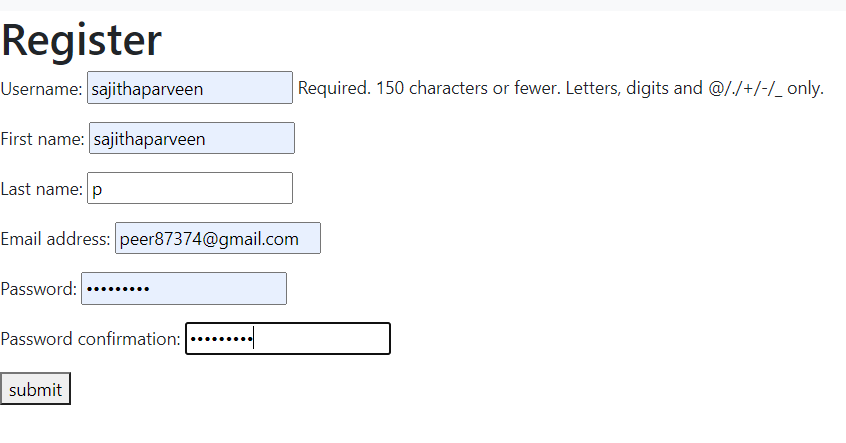 Register
Username: sajithaparveen Required. 150 characters or fewer. Letters, digits and @/./+/-/_ only.
First name: sajithaparveen
Last name: p
Email address: peer87374@gmail.com
Password: •••••••••
Password confirmation: •••••••••
submit